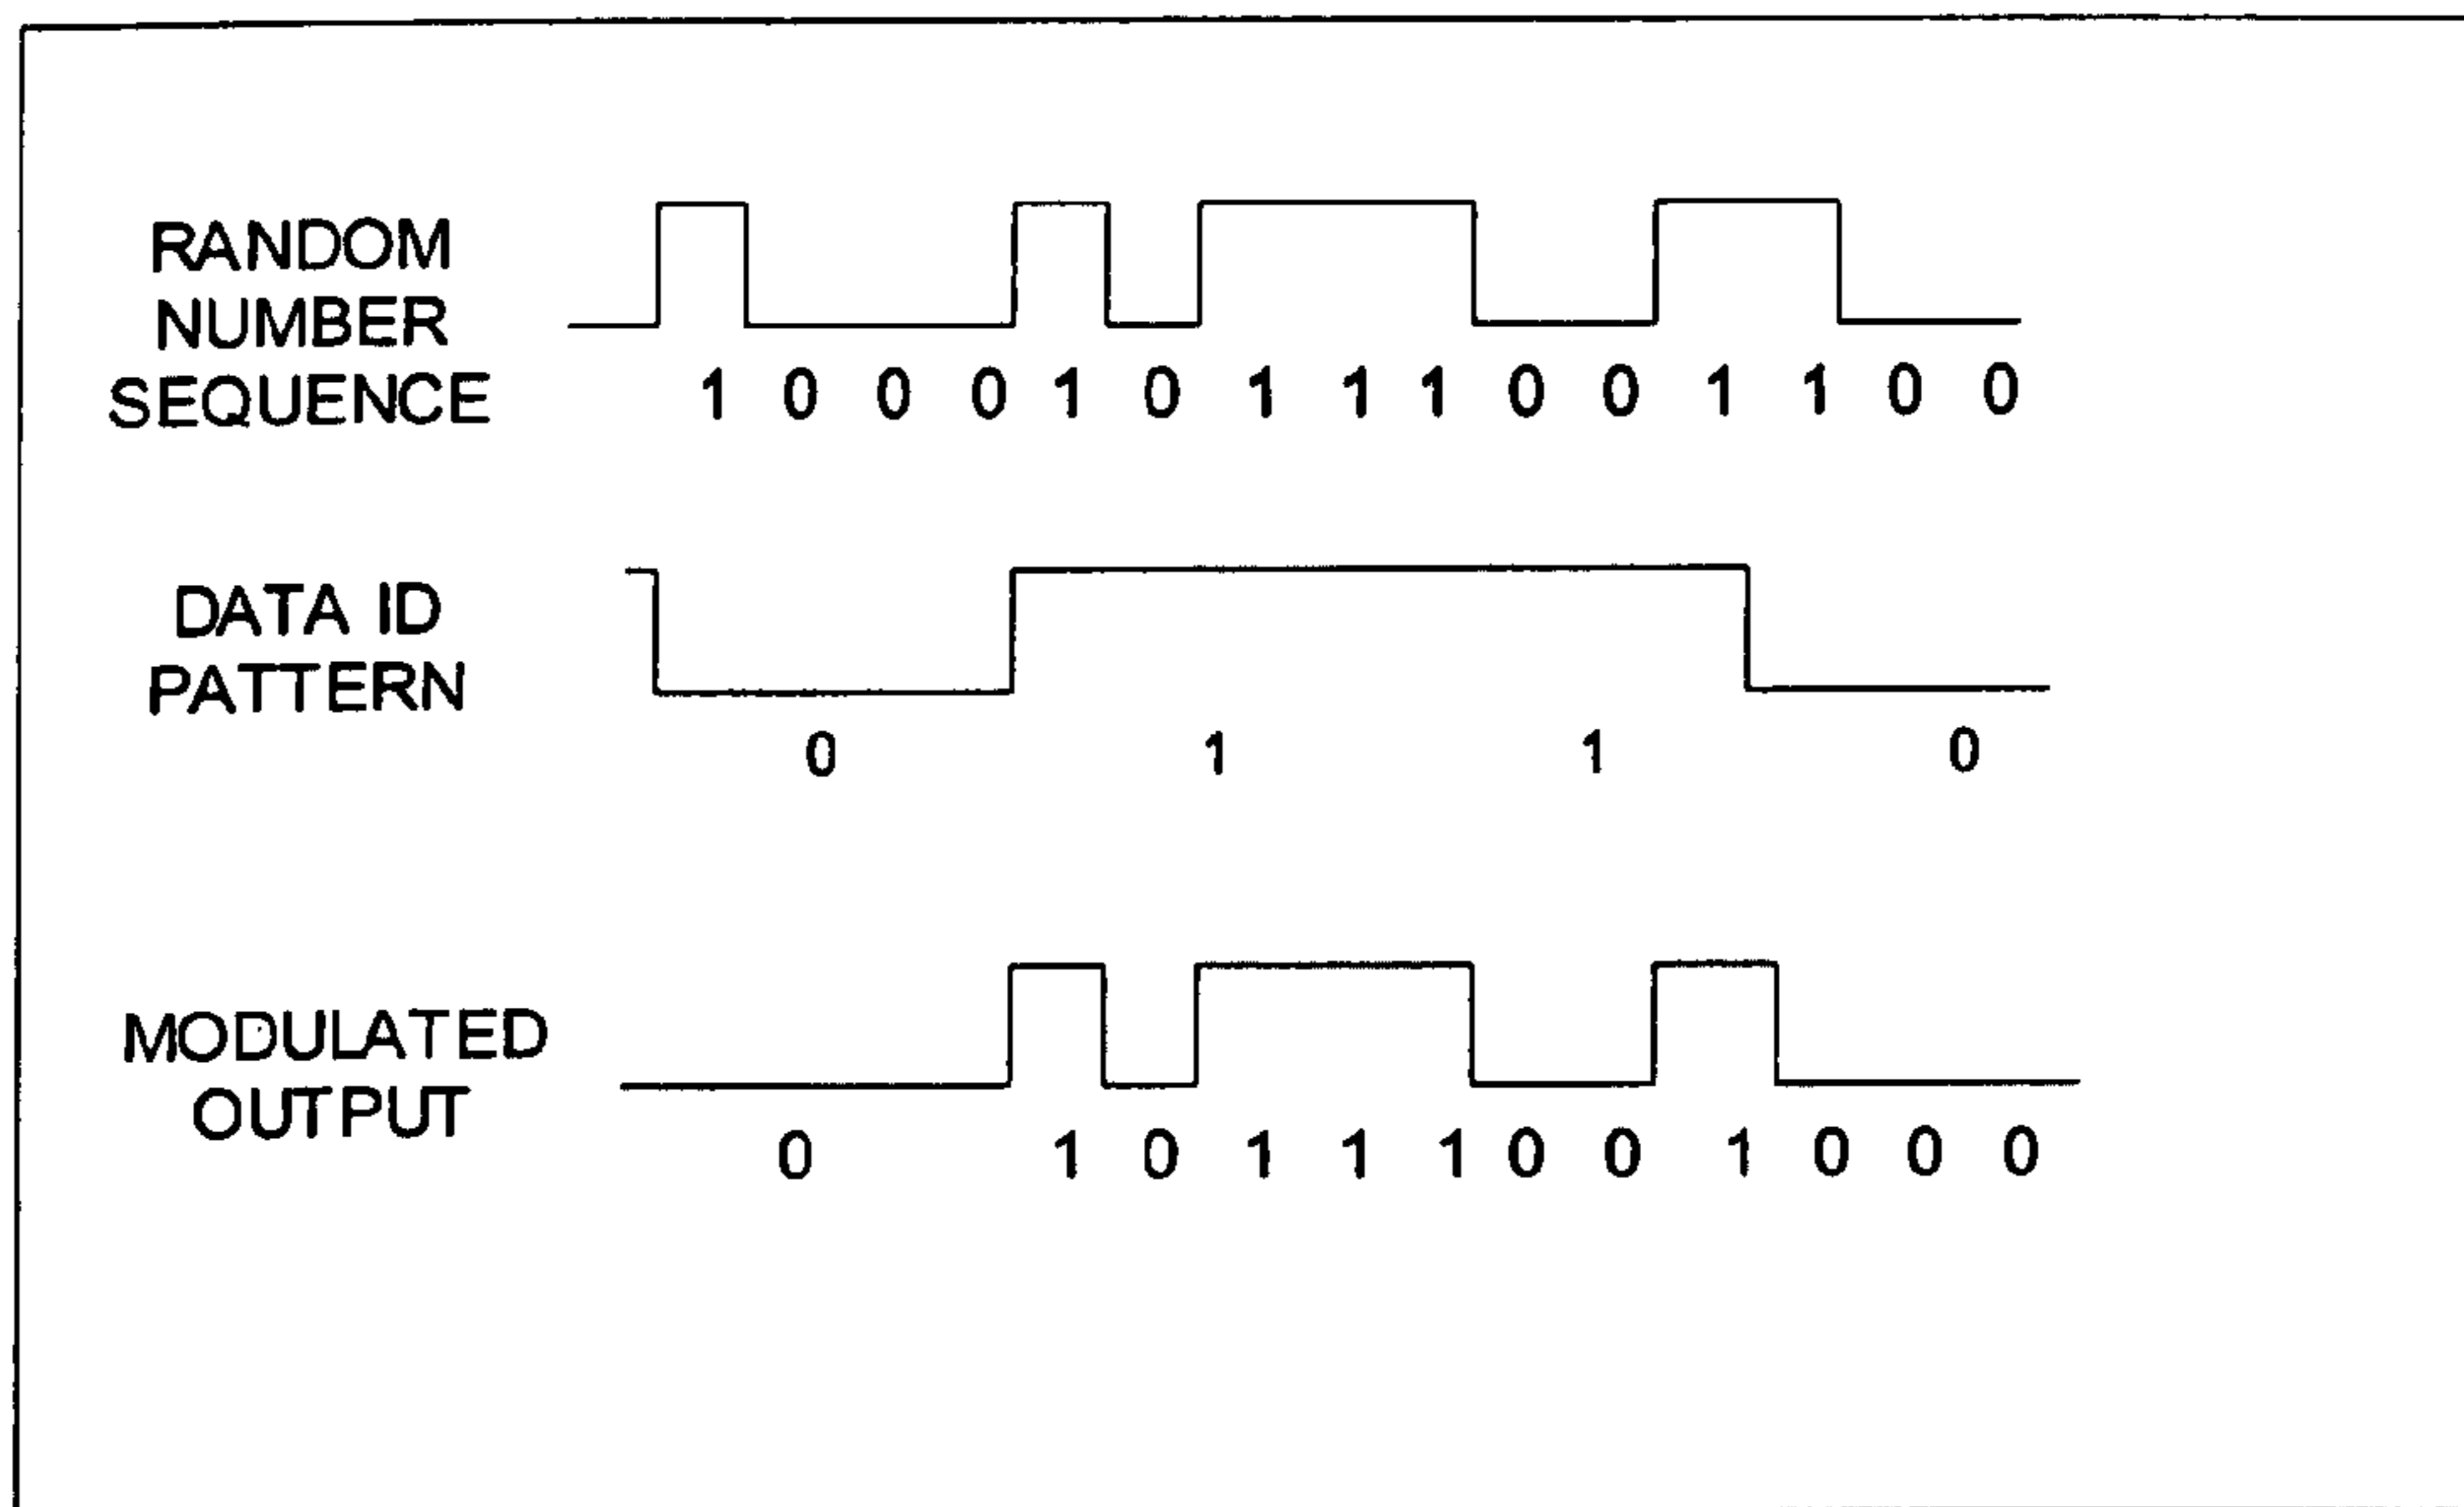 RANDOM
NUMBER
SEQUENCE
1 0 0 0 1 0 1 1 1 0 0 1 1 0 0
DATA ID
PATTERN
0 1 1 0
MODULATED
OUTPUT
0 1 0 1 1 1 0 0 1 0 0 0